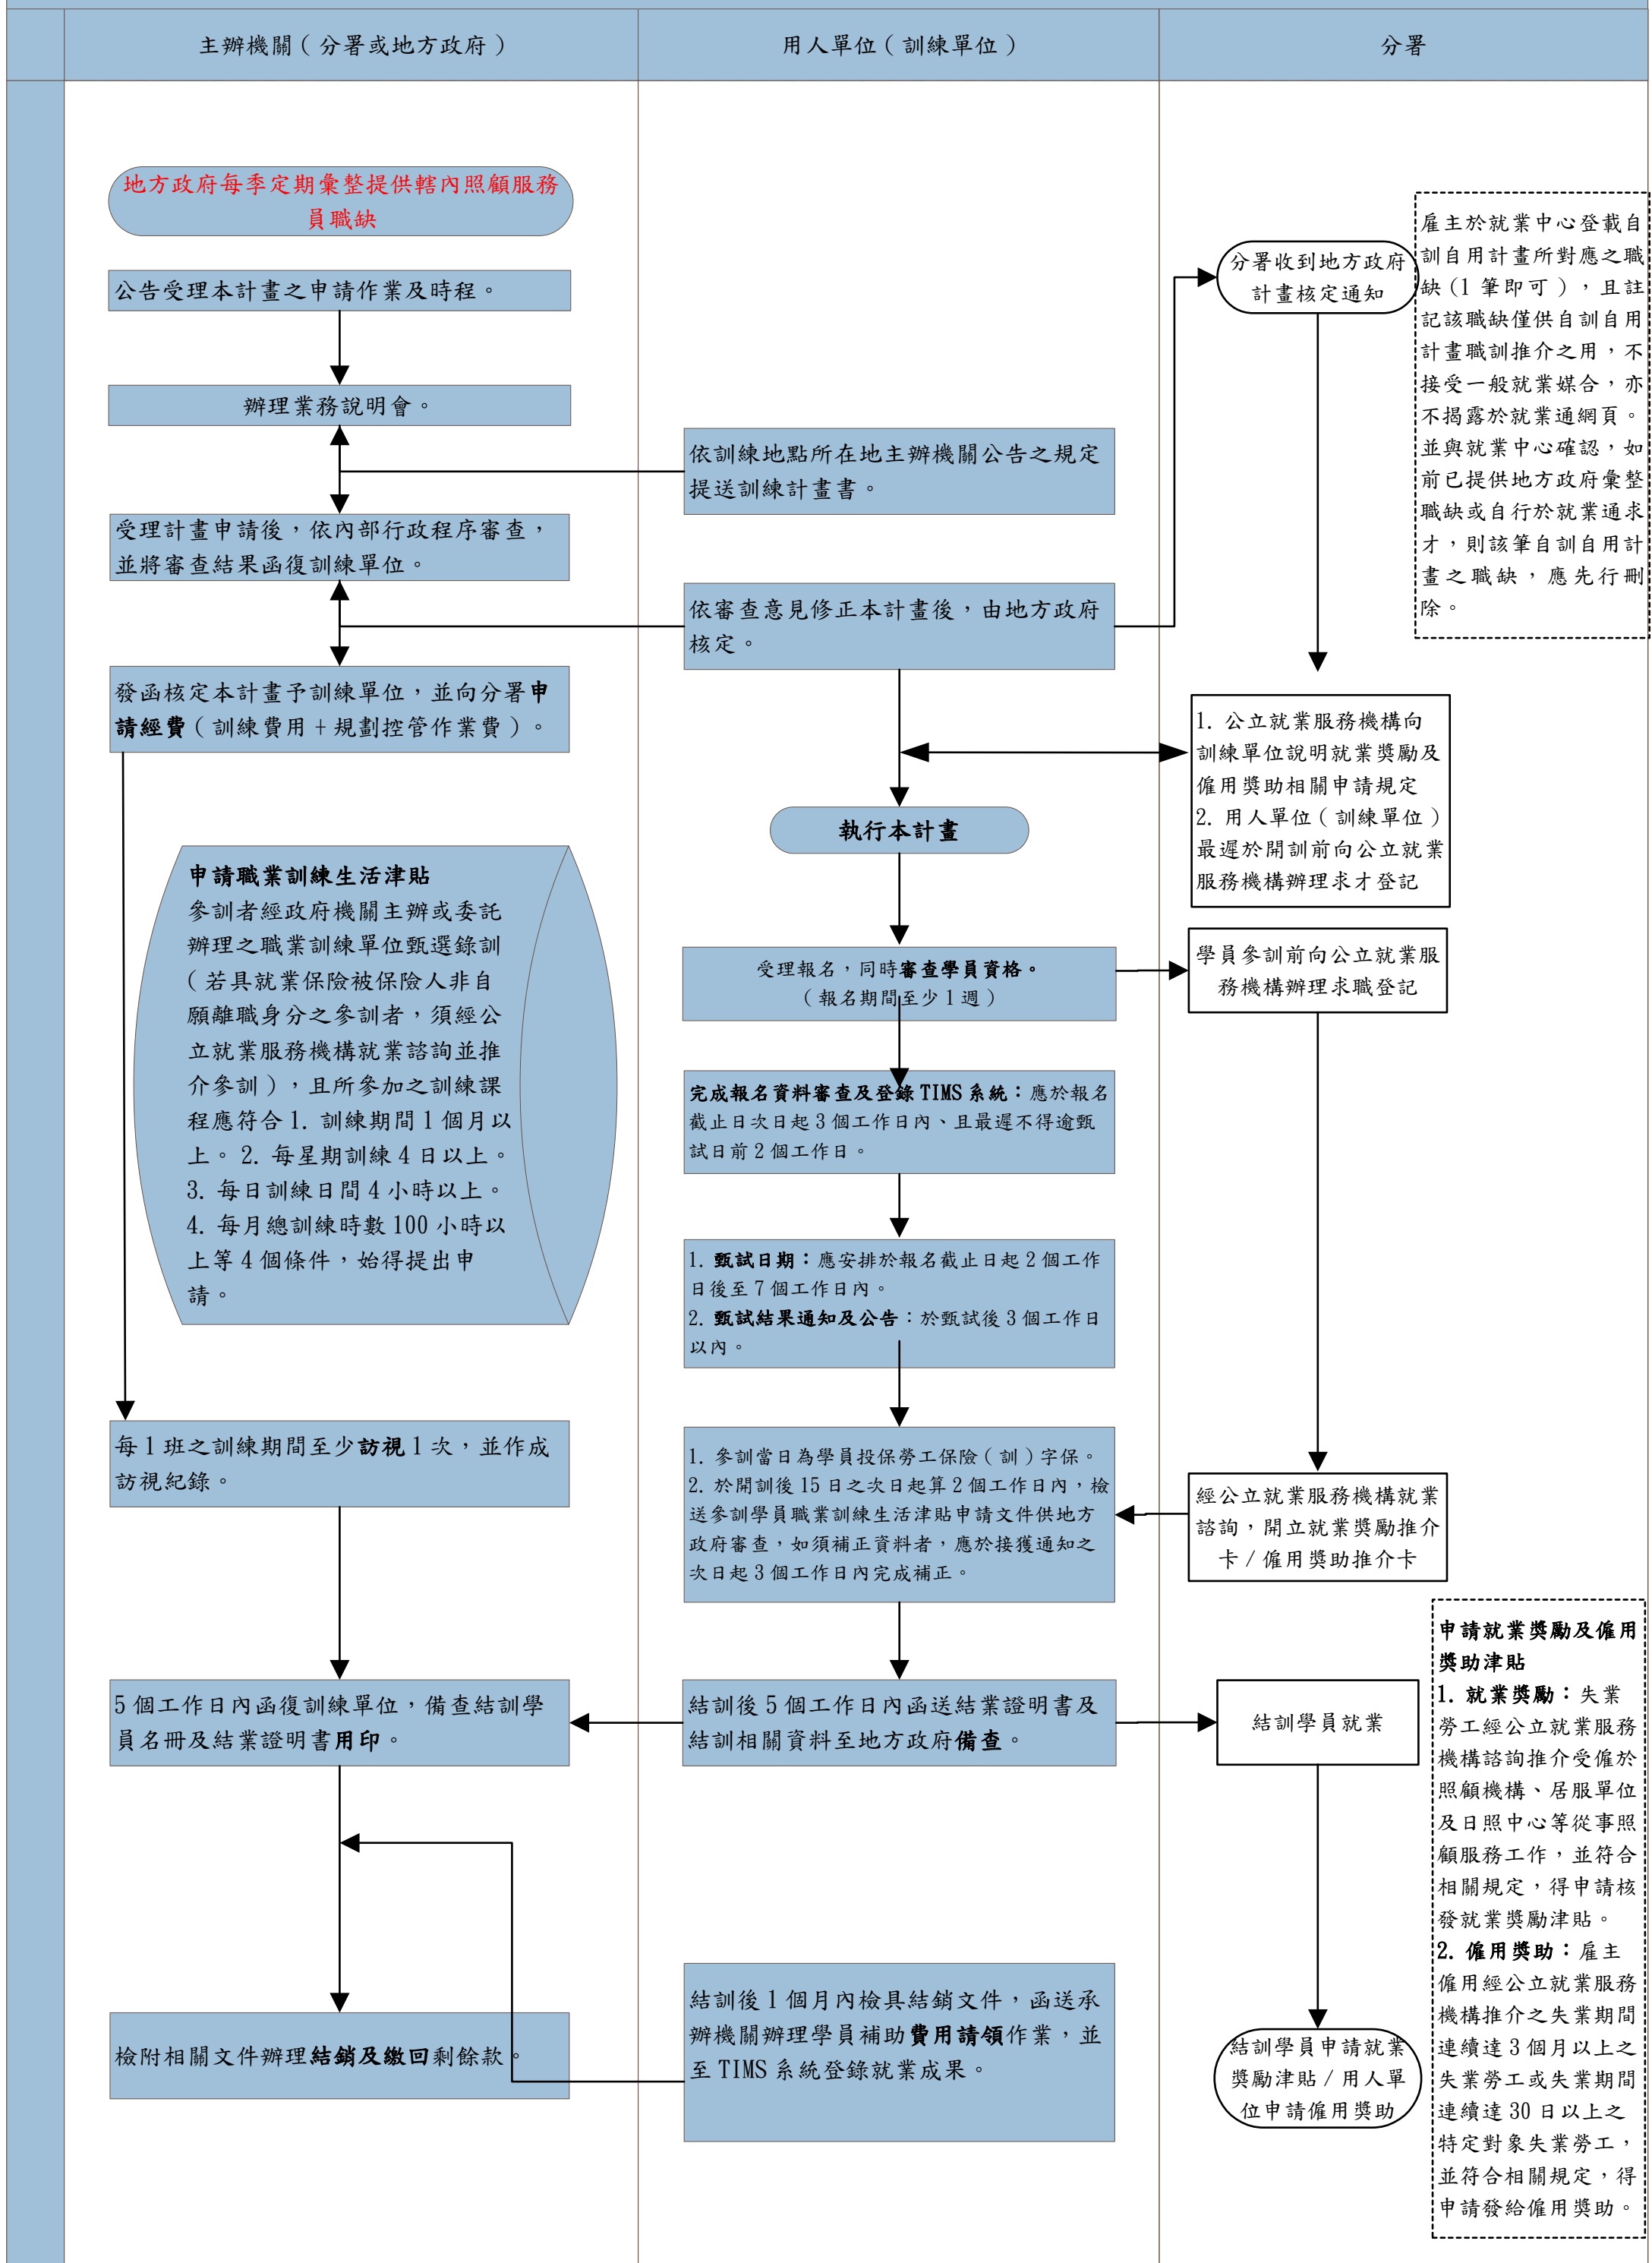 主辦機關（分署或地方政府）
用人單位（訓練單位）
分署
地方政府每季定期彙整提供轄內照顧服務
員職缺
公告受理本計畫之申請作業及時程。
辦理業務說明會。
受理計畫申請後，依內部行政程序審查，
並將審查結果函復訓練單位。
發函核定本計畫予訓練單位，並向分署申
請經費（訓練費用+規劃控管作業費）。
申請職業訓練生活津貼
參訓者經政府機關主辦或委託
辦理之職業訓練單位甄選錄訓
（若具就業保險被保險人非自
願離職身分之參訓者，須經公
立就業服務機構就業諮詢並推
介參訓），且所參加之訓練課
程應符合1. 訓練期間1個月以
上。2. 每星期訓練4日以上。
3. 每日訓練日間4小時以上。
4. 每月總訓練時數100小時以
上等4個條件，始得提出申
請。
每1班之訓練期間至少訪視1次，並作成
訪視紀錄。
5個工作日內函復訓練單位，備查結訓學
員名冊及結業證明書用印。
檢附相關文件辦理結銷及繳回剩餘款。
依訓練地點所在地主辦機關公告之規定
提送訓練計畫書。
依審查意見修正本計畫後，由地方政府
核定。
執行本計畫
受理報名，同時審查學員資格。
（報名期間至少1週）
完成報名資料審查及登錄TIMS系統：應於報名
截止日次日起3個工作日內、且最遲不得逾甄
試日前2個工作日。
1. 甄試日期：應安排於報名截止日起2個工作
日後至7個工作日內。
2. 甄試結果通知及公告：於甄試後3個工作日
以內。
1. 參訓當日為學員投保勞工保險（訓）字保。
2. 於開訓後15日之次日起算2個工作日內，檢
送參訓學員職業訓練生活津貼申請文件供地方
政府審查，如須補正資料者，應於接獲通知之
次日起3個工作日內完成補正。
結訓後5個工作日內函送結業證明書及
結訓相關資料至地方政府備查。
結訓後1個月內檢具結銷文件，函送承
辦機關辦理學員補助費用請領作業，並
至TIMS系統登錄就業成果。
分署收到地方政府
計畫核定通知
雇主於就業中心登載自
訓自用計畫所對應之職
缺(1筆即可），且註
記該職缺僅供自訓自用
計畫職訓推介之用，不
接受一般就業媒合，亦
不揭露於就業通網頁。
並與就業中心確認，如
前已提供地方政府彙整
職缺或自行於就業通求
才，則該筆自訓自用計
畫之職缺，應先行刪
除。
1. 公立就業服務機構向
訓練單位說明就業獎勵及
僱用獎助相關申請規定
2. 用人單位（訓練單位）
最遲於開訓前向公立就業
服務機構辦理求才登記
學員參訓前向公立就業服
務機構辦理求職登記
經公立就業服務機構就業
諮詢，開立就業獎勵推介
卡/僱用獎助推介卡
結訓學員就業
結訓學員申請就業
獎勵津貼/用人單
位申請僱用獎助
申請就業獎勵及僱用
獎助津貼
1. 就業獎勵：失業
勞工經公立就業服務
機構諮詢推介受僱於
照顧機構、居服單位
及日照中心等從事照
顧服務工作，並符合
相關規定，得申請核
發就業獎勵津貼。
2. 僱用獎助：雇主
僱用經公立就業服務
機構推介之失業期間
連續達3個月以上之
失業勞工或失業期間
連續達30日以上之
特定對象失業勞工，
並符合相關規定，得
申請發給僱用獎助。